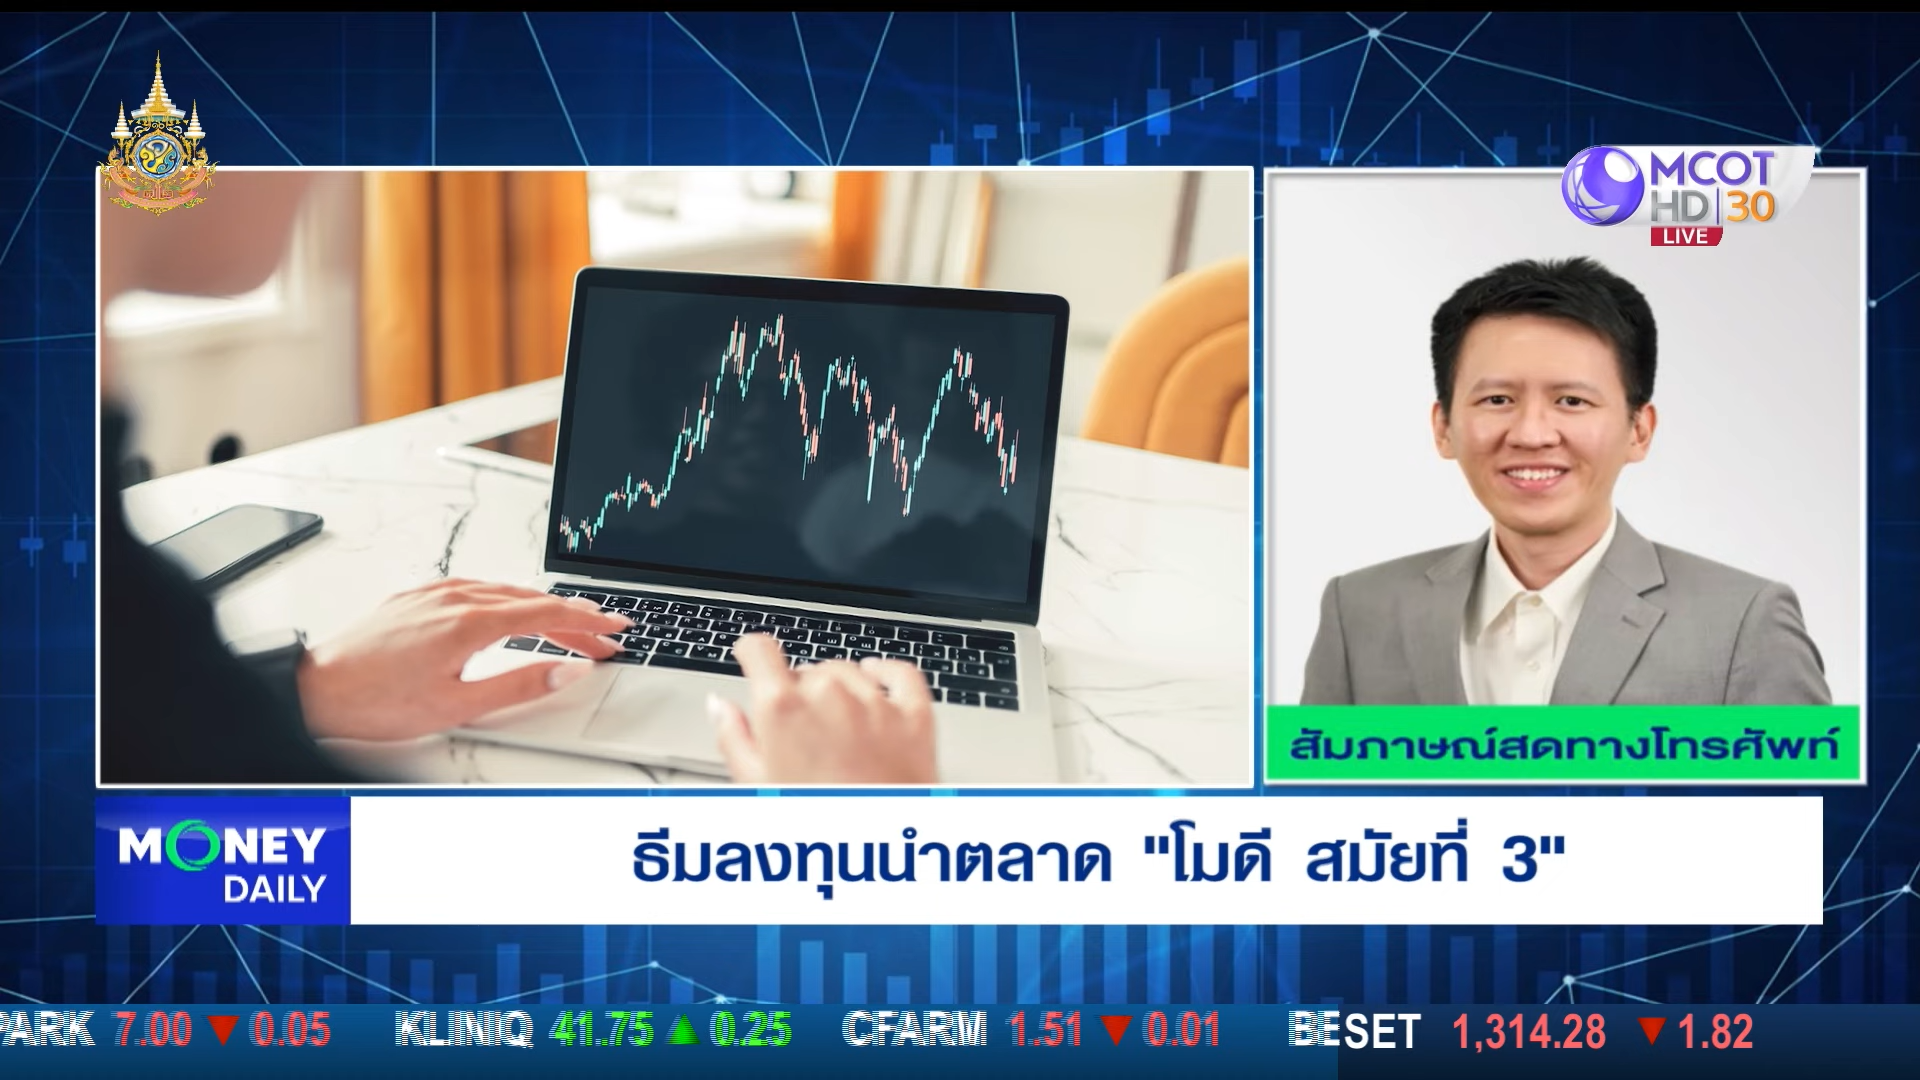 MCOT
HD 30
LIVE
สัมภาษณ์สดทางโทรศัพท์
MONEY
DAILY
ธีมลงทุนนำตลาด "โมดี สมัยที่ 3"
PARK 7.00 ▼ 0.05 KLINIQ 41.75 ▲ 0.25 CFARM 1.51 ▼ 0.01 BE
SET 1,314.28 ▼ 1.82